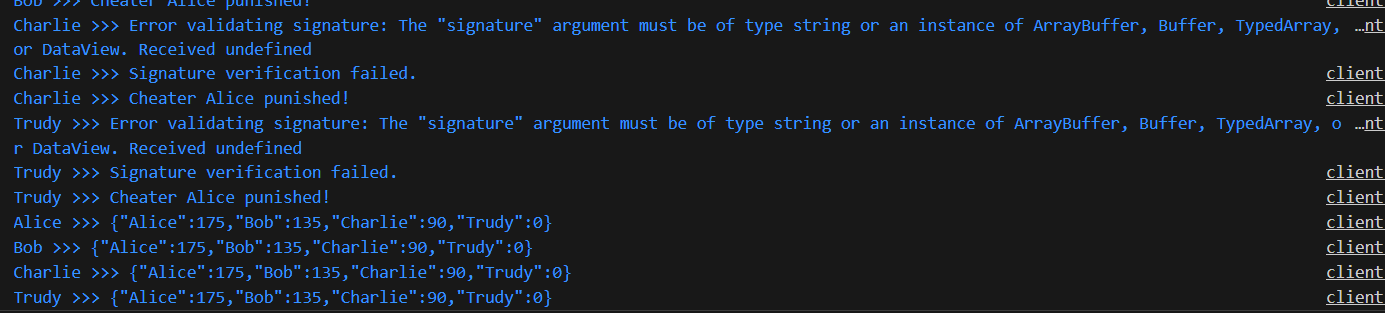 Bob >>> Cheater Alice punished! client
Charlie >>> Error validating signature: The "signature" argument must be of type string or an instance of ArrayBuffer, Buffer, TypedArray, …nt
or DataView. Received undefined
Charlie >>> Signature verification failed. client
Charlie >>> Cheater Alice punished! client
Trudy >>> Error validating signature: The "signature" argument must be of type string or an instance of ArrayBuffer, Buffer, TypedArray, o …nt
r DataView. Received undefined
Trudy >>> Signature verification failed. client
Trudy >>> Cheater Alice punished! client
Alice >>> {"Alice":175,"Bob":135,"Charlie":90,"Trudy":0} client
Bob >>> {"Alice":175,"Bob":135,"Charlie":90,"Trudy":0} client
Charlie >>> {"Alice":175,"Bob":135,"Charlie":90,"Trudy":0} client
Trudy >>> {"Alice":175,"Bob":135,"Charlie":90,"Trudy":0} client